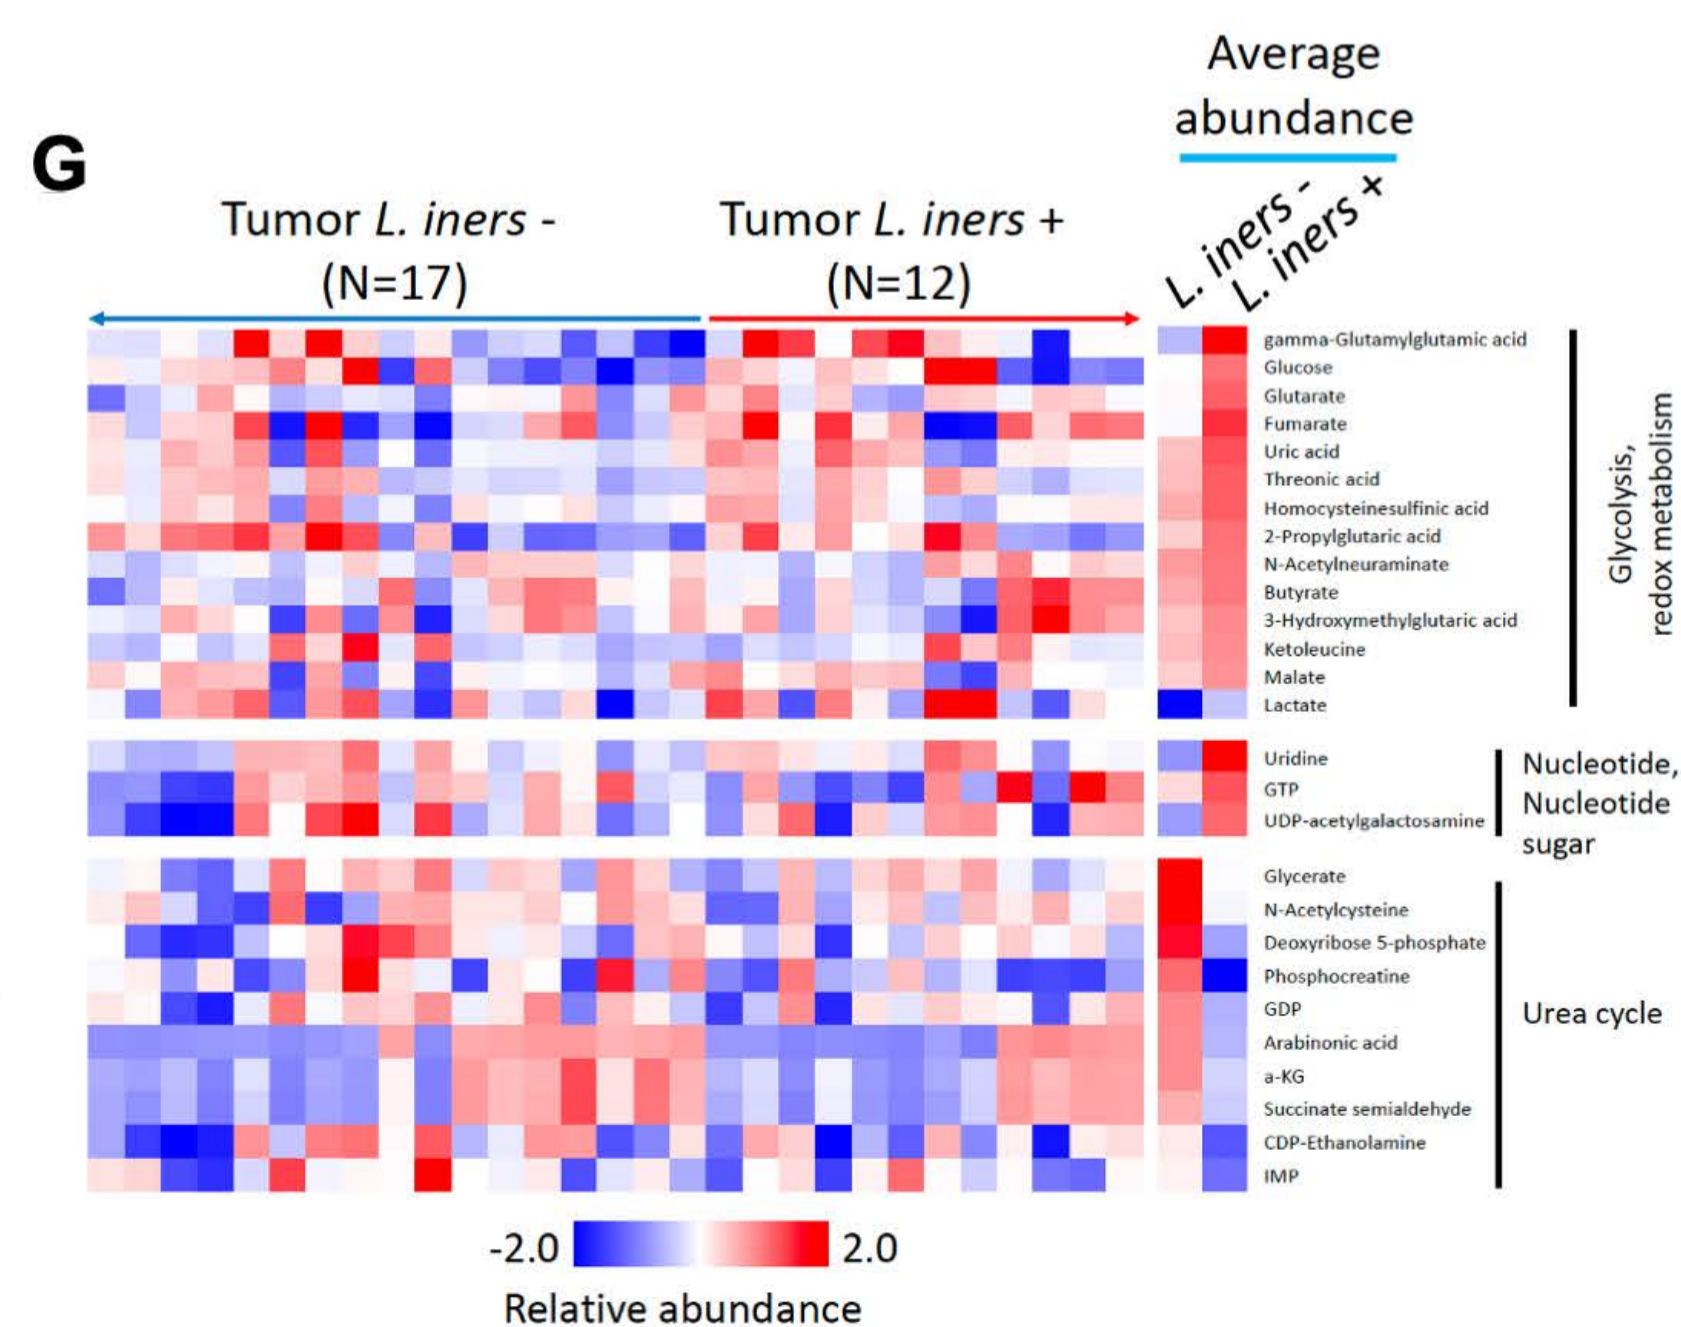 G
Average
abundance
Tumor L. iners -
(N=17)
Tumor L. iners +
(N=12)
L. iners -
L. iners +
gamma-Glutamylglutamic acid
Glucose
Glutarate
Fumarate
Uric acid
Threonic acid
Homocysteinesulfinic acid
2-Propylglutaric acid
N-Acetylneuraminate
Butyrate
3-Hydroxymethylglutaric acid
Ketoleucine
Malate
Lactate
Glycolysis,
redox metabolism
Uridine
GTP
UDP-acetylgalactosamine
Nucleotide,
Nucleotide
sugar
Glycerate
N-Acetylcysteine
Deoxyribose 5-phosphate
Phosphocreatine
GDP
Arabinonic acid
a-KG
Succinate semialdehyde
CDP-Ethanolamine
IMP
Urea cycle
-2.0 2.0
Relative abundance